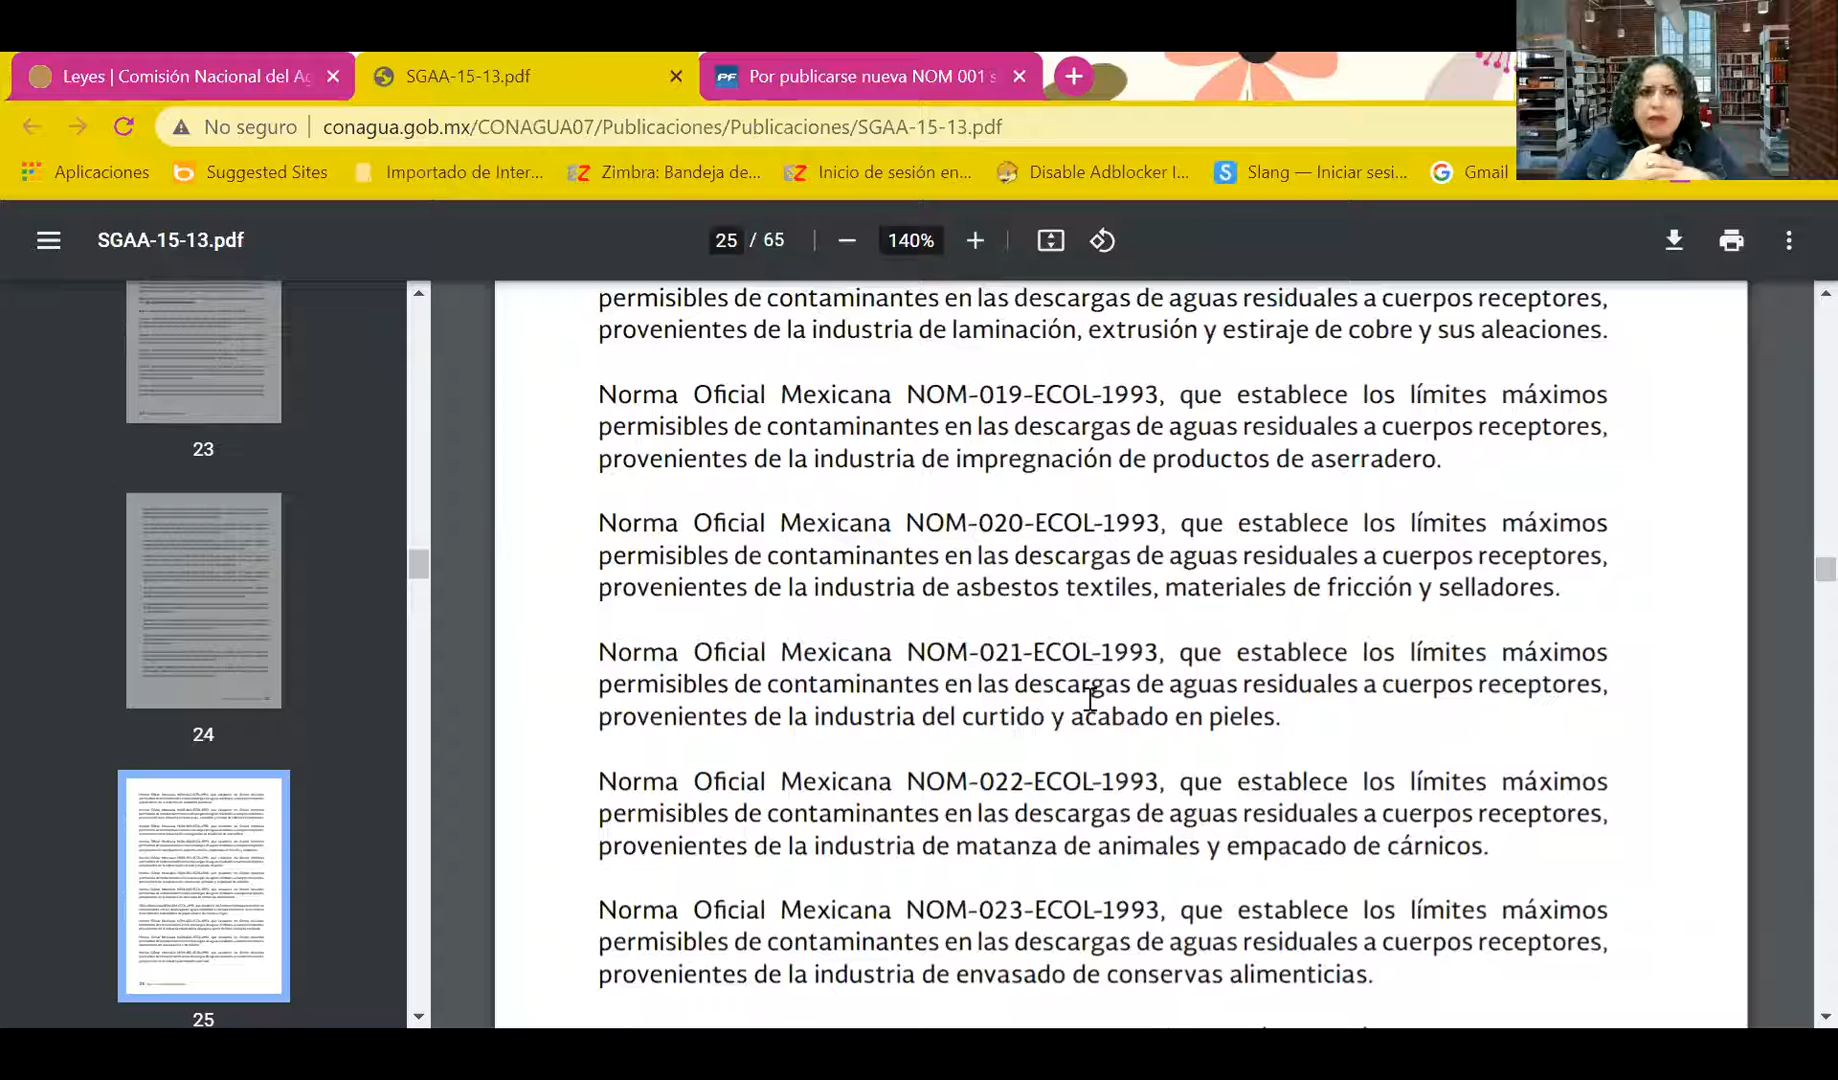 Leyes | Comisión Nacional del Ag
SGAA-15-13.pdf
PF Por publicarse nueva NOM 001 s
No seguro
conagua.gob.mx/CONAGUA07/Publicaciones/Publicaciones/SGAA-15-13.pdf
Aplicaciones
Suggested Sites
Importado de Inter...
Zimbra: Bandeja de...
Inicio de sesión en...
Disable Adblocker I...
S Slang — Iniciar sesi...
Gmail
SGAA-15-13.pdf
25 / 65
140%
23
24
25
permisibles de contaminantes en las descargas de aguas residuales a cuerpos receptores,
provenientes de la industria de laminación, extrusión y estiraje de cobre y sus aleaciones.
Norma Oficial Mexicana NOM-019-ECOL-1993, que establece los límites máximos
permisibles de contaminantes en las descargas de aguas residuales a cuerpos receptores,
provenientes de la industria de impregnación de productos de aserradero.
Norma Oficial Mexicana NOM-020-ECOL-1993, que establece los límites máximos
permisibles de contaminantes en las descargas de aguas residuales a cuerpos receptores,
provenientes de la industria de asbestos textiles, materiales de fricción y selladores.
Norma Oficial Mexicana NOM-021-ECOL-1993, que establece los límites máximos
permisibles de contaminantes en las descargas de aguas residuales a cuerpos receptores,
provenientes de la industria del curtido y acabado en pieles.
Norma Oficial Mexicana NOM-022-ECOL-1993, que establece los límites máximos
permisibles de contaminantes en las descargas de aguas residuales a cuerpos receptores,
provenientes de la industria de matanza de animales y empacado de cárnicos.
Norma Oficial Mexicana NOM-023-ECOL-1993, que establece los límites máximos
permisibles de contaminantes en las descargas de aguas residuales a cuerpos receptores,
provenientes de la industria de envasado de conservas alimenticias.